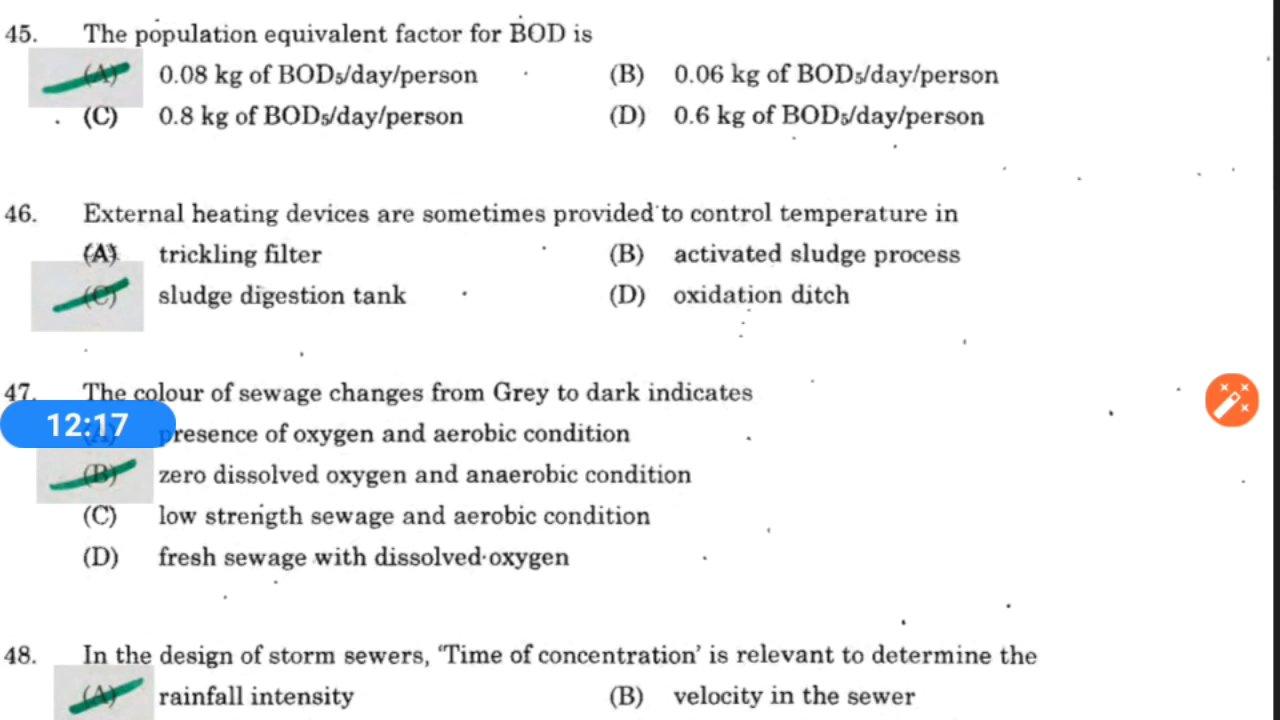 45. The population equivalent factor for BOD is
(A) 0.08 kg of BOD₅/day/person (B) 0.06 kg of BOD₅/day/person
(C) 0.8 kg of BOD₅/day/person (D) 0.6 kg of BOD₅/day/person
46. External heating devices are sometimes provided to control temperature in
(A) trickling filter (B) activated sludge process
(C) sludge digestion tank (D) oxidation ditch
47. The colour of sewage changes from Grey to dark indicates
12:17
(A) presence of oxygen and aerobic condition
(B) zero dissolved oxygen and anaerobic condition
(C) low strength sewage and aerobic condition
(D) fresh sewage with dissolved oxygen
48. In the design of storm sewers, ‘Time of concentration’ is relevant to determine the
(A) rainfall intensity (B) velocity in the sewer